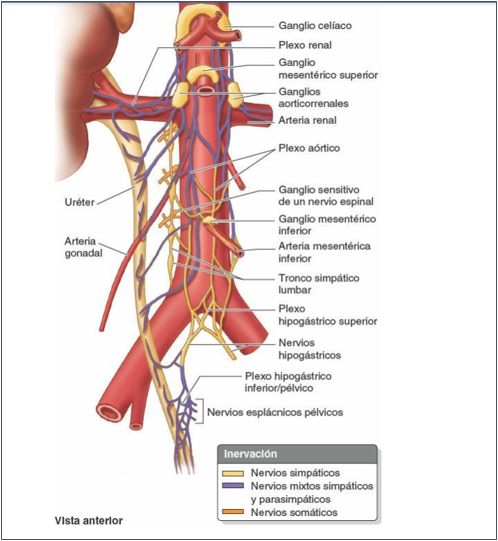 Ganglio celíaco
Plexo renal
Ganglio
mesentérico superior
Ganglios
aorticorrenales
Arteria renal
Plexo aórtico
Uréter
Ganglio sensitivo
de un nervio espinal
Ganglio mesentérico
inferior
Arteria
gonadal
Arteria mesentérica
inferior
Tronco simpático
lumbar
Plexo
hipogástrico superior
Nervios
hipogástricos
Plexo hipogástrico
inferior/pélvico
Nervios esplácnicos pélvicos
Inervación
Nervios simpáticos
Nervios mixtos simpáticos
y parasimpáticos
Nervios somáticos
Vista anterior